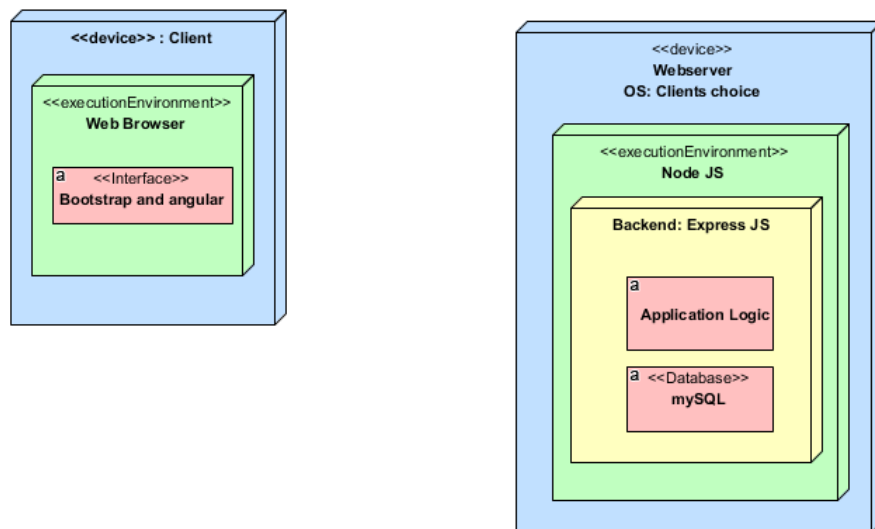 <<device>> : Client
<<executionEnvironment>>
Web Browser
a
<<Interface>>
Bootstrap and angular
<<device>>
Webserver
OS: Clients choice
<<executionEnvironment>>
Node JS
Backend: Express JS
a
Application Logic
a
<<Database>>
mySQL